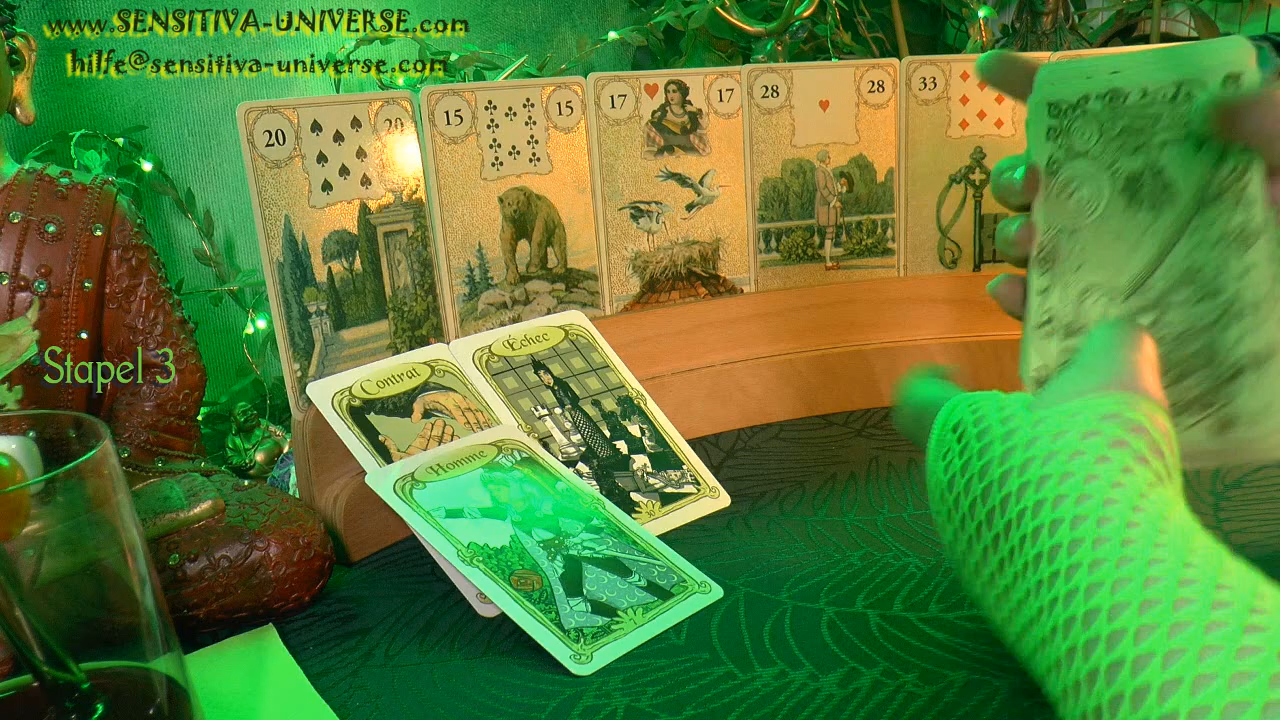 www.SENSITIVA-UNIVERSE.com
hilfe@sensitiva-universe.com
20 20
15 15
17 17
28 28
33
Stapel 3
Contrat
Échec
Homme